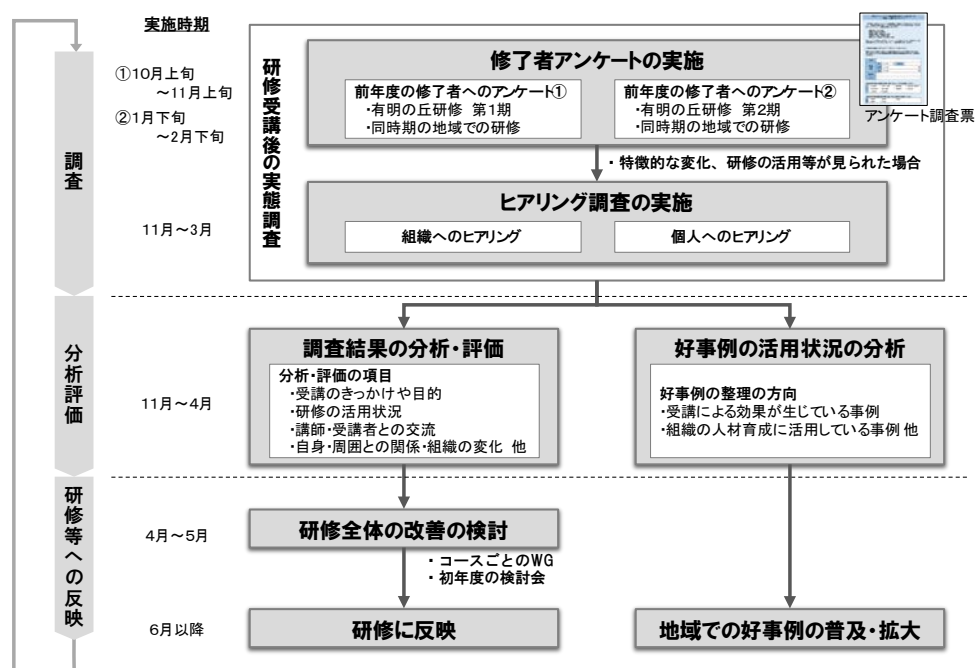 実施時期
調査
①10月上旬
～11月上旬
②1月下旬
～2月下旬
11月～3月
研修受講後の実態調査
修了者アンケートの実施
前年度の修了者へのアンケート①
・有明の丘研修 第1期
・同時期の地域での研修
前年度の修了者へのアンケート②
・有明の丘研修 第2期
・同時期の地域での研修
アンケート調査票
・特徴的な変化、研修の活用等が見られた場合
ヒアリング調査の実施
組織へのヒアリング
個人へのヒアリング
分析評価
11月～4月
調査結果の分析・評価
分析・評価の項目
・受講のきっかけや目的
・研修の活用状況
・講師・受講者との交流
・自身・周囲との関係・組織の変化 他
好事例の活用状況の分析
好事例の整理の方向
・受講による効果が生じている事例
・組織の人材育成に活用している事例 他
研修等への反映
4月～5月
研修全体の改善の検討
・コースごとのWG
・初年度の検討会
6月以降
研修に反映
地域での好事例の普及・拡大